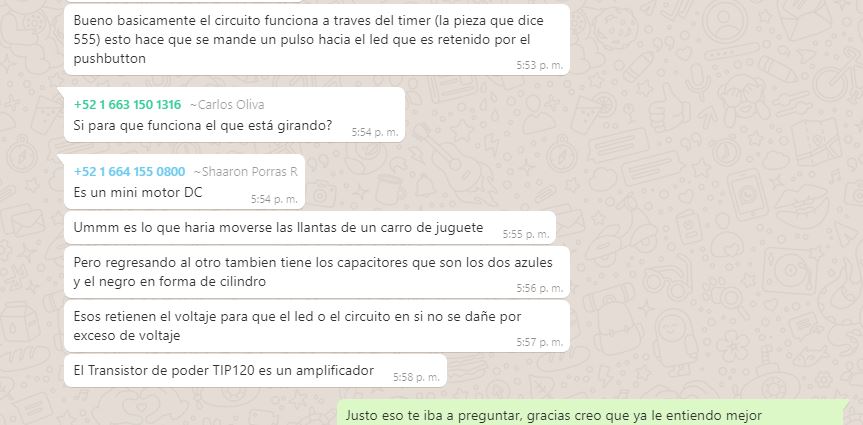 Bueno basicamente el circuito funciona a traves del timer (la pieza que dice
555) esto hace que se mande un pulso hacia el led que es retenido por el
pushbutton
5:53 p. m.
+52 1 663 150 1316 ~Carlos Oliva
Si para que funciona el que está girando?
5:54 p. m.
+52 1 664 155 0800 ~Shaaron Porras R
Es un mini motor DC
5:54 p. m.
Ummm es lo que haria moverse las llantas de un carro de juguete
5:55 p. m.
Pero regresando al otro tambien tiene los capacitores que son los dos azules
y el negro en forma de cilindro
5:56 p. m.
Esos retienen el voltaje para que el led o el circuito en si no se dañe por
exceso de voltaje
5:57 p. m.
El Transistor de poder TIP120 es un amplificador
5:58 p. m.
Justo eso te iba a preguntar, gracias creo que ya le entiendo mejor